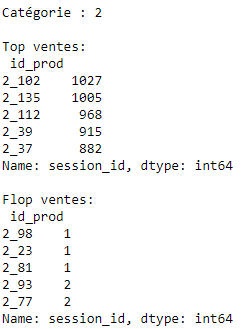 Catégorie : 2
Top ventes:
id_prod
2_102 1027
2_135 1005
2_112 968
2_39 915
2_37 882
Name: session_id, dtype: int64
Flop ventes:
id_prod
2_98 1
2_23 1
2_81 1
2_93 2
2_77 2
Name: session_id, dtype: int64